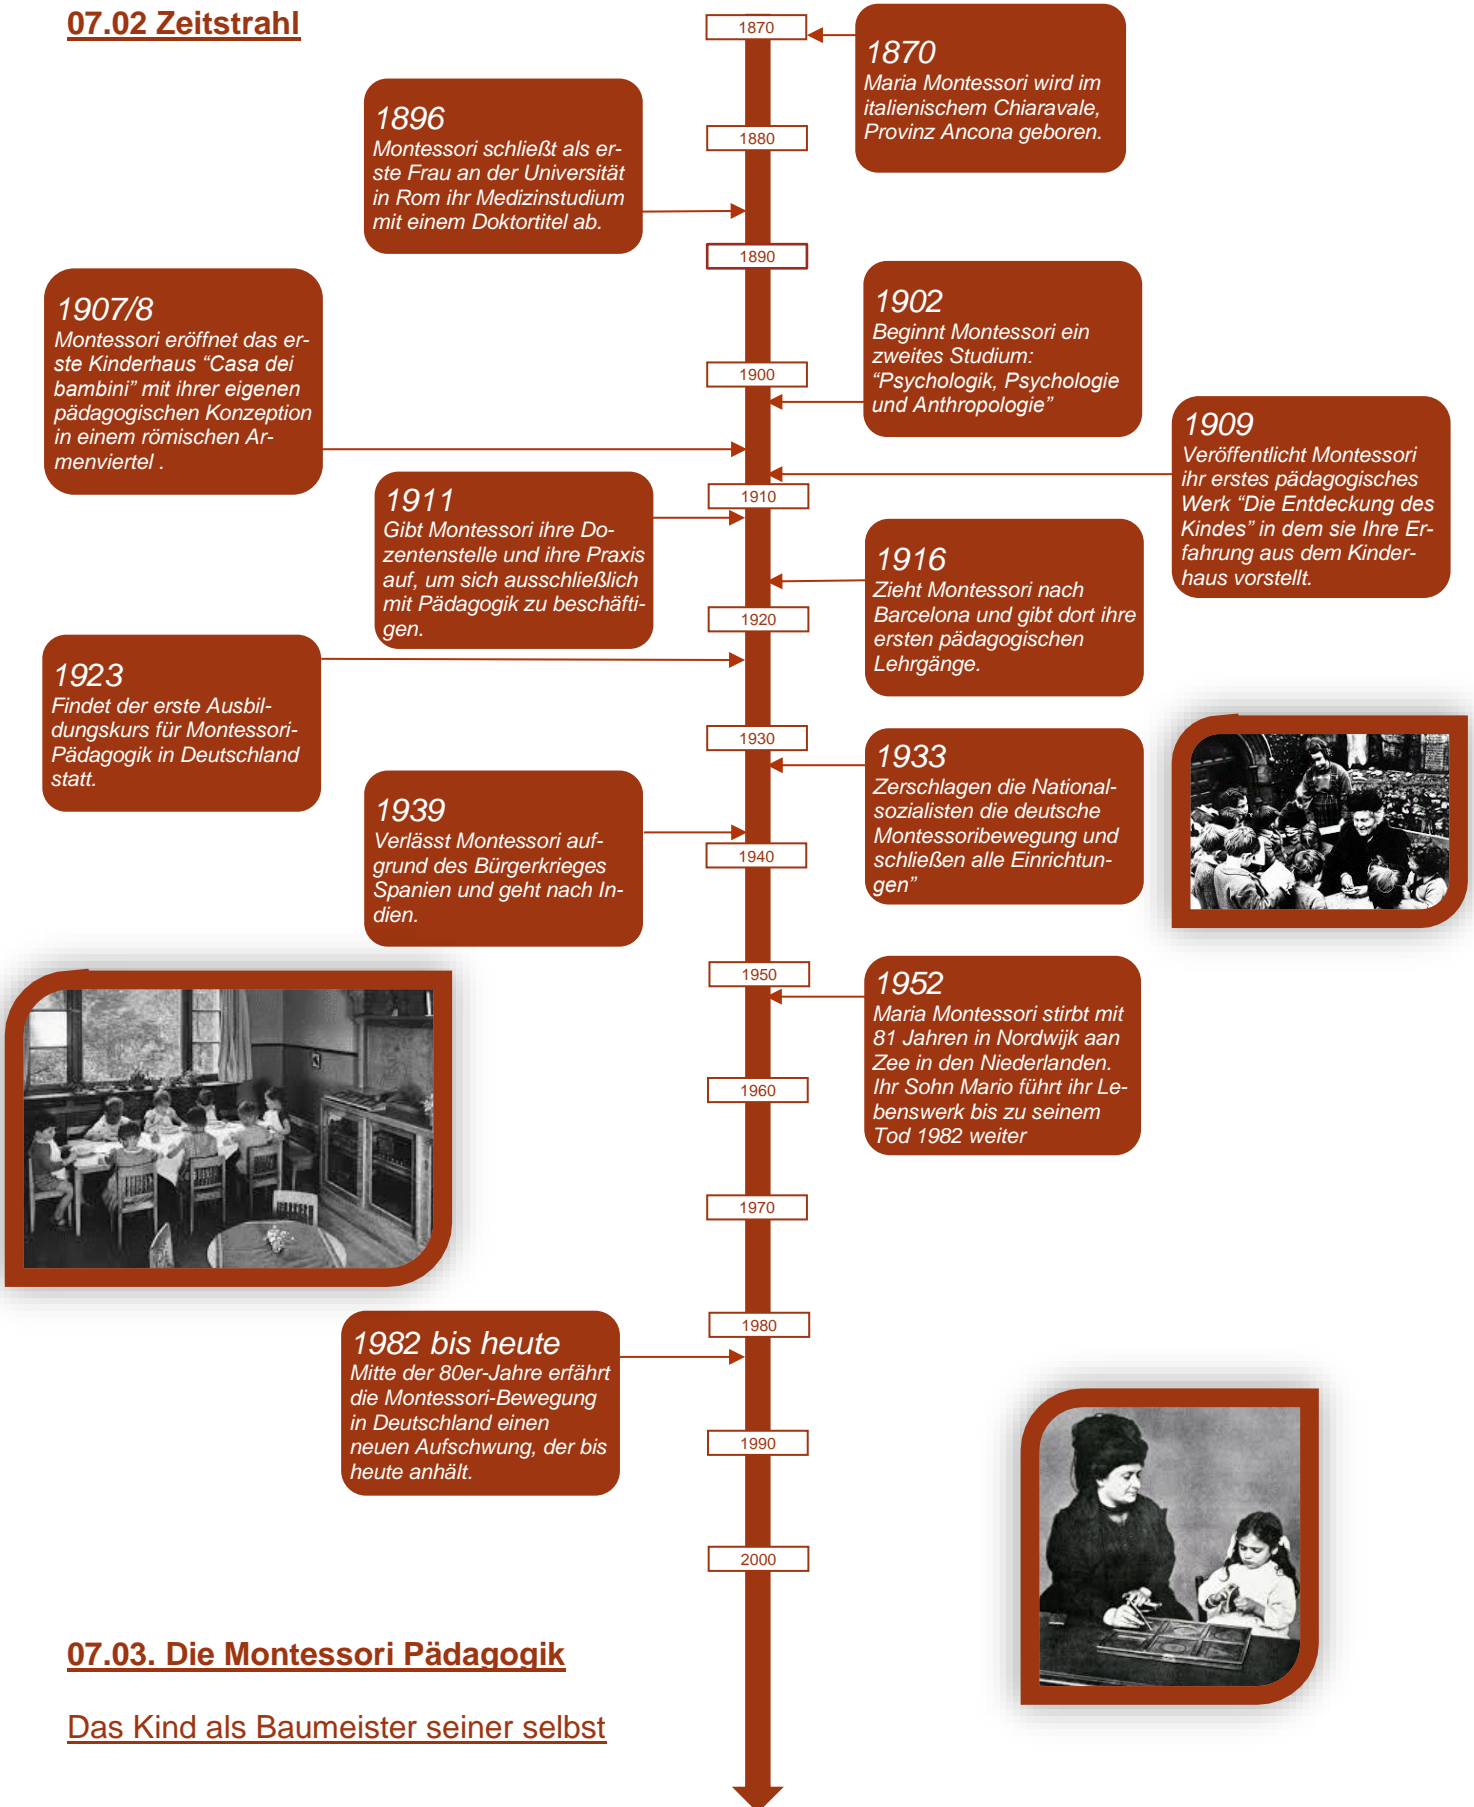 07.02 Zeitstrahl
1870
1870
Maria Montessori wird im
italienischem Chiaravale,
Provinz Ancona geboren.
1896
Montessori schließt als er-
ste Frau an der Universität
in Rom ihr Medizinstudium
mit einem Doktortitel ab.
1880
1890
1907/8
Montessori eröffnet das er-
ste Kinderhaus “Casa dei
bambini” mit ihrer eigenen
pädagogischen Konzeption
in einem römischen Ar-
menviertel .
1902
Beginnt Montessori ein
zweites Studium:
“Psychologik, Psychologie
und Anthropologie”
1900
1909
Veröffentlicht Montessori
ihr erstes pädagogisches
Werk “Die Entdeckung des
Kindes” in dem sie Ihre Er-
fahrung aus dem Kinder-
haus vorstellt.
1910
1911
Gibt Montessori ihre Do-
zentenstelle und ihre Praxis
auf, um sich ausschließlich
mit Pädagogik zu beschäfti-
gen.
1916
Zieht Montessori nach
Barcelona und gibt dort ihre
ersten pädagogischen
Lehrgänge.
1920
1923
Findet der erste Ausbil-
dungskurs für Montessori-
Pädagogik in Deutschland
statt.
1930
1933
Zerschlagen die National-
sozialisten die deutsche
Montessoribewegung und
schließen alle Einrichtun-
gen”
1939
Verlässt Montessori auf-
grund des Bürgerkrieges
Spanien und geht nach In-
dien.
1940
1950
1952
Maria Montessori stirbt mit
81 Jahren in Nordwijk aan
Zee in den Niederlanden.
Ihr Sohn Mario führt ihr Le-
benswerk bis zu seinem
Tod 1982 weiter
1960
1970
1980
1982 bis heute
Mitte der 80er-Jahre erfährt
die Montessori-Bewegung
in Deutschland einen
neuen Aufschwung, der bis
heute anhält.
1990
2000
07.03. Die Montessori Pädagogik
Das Kind als Baumeister seiner selbst